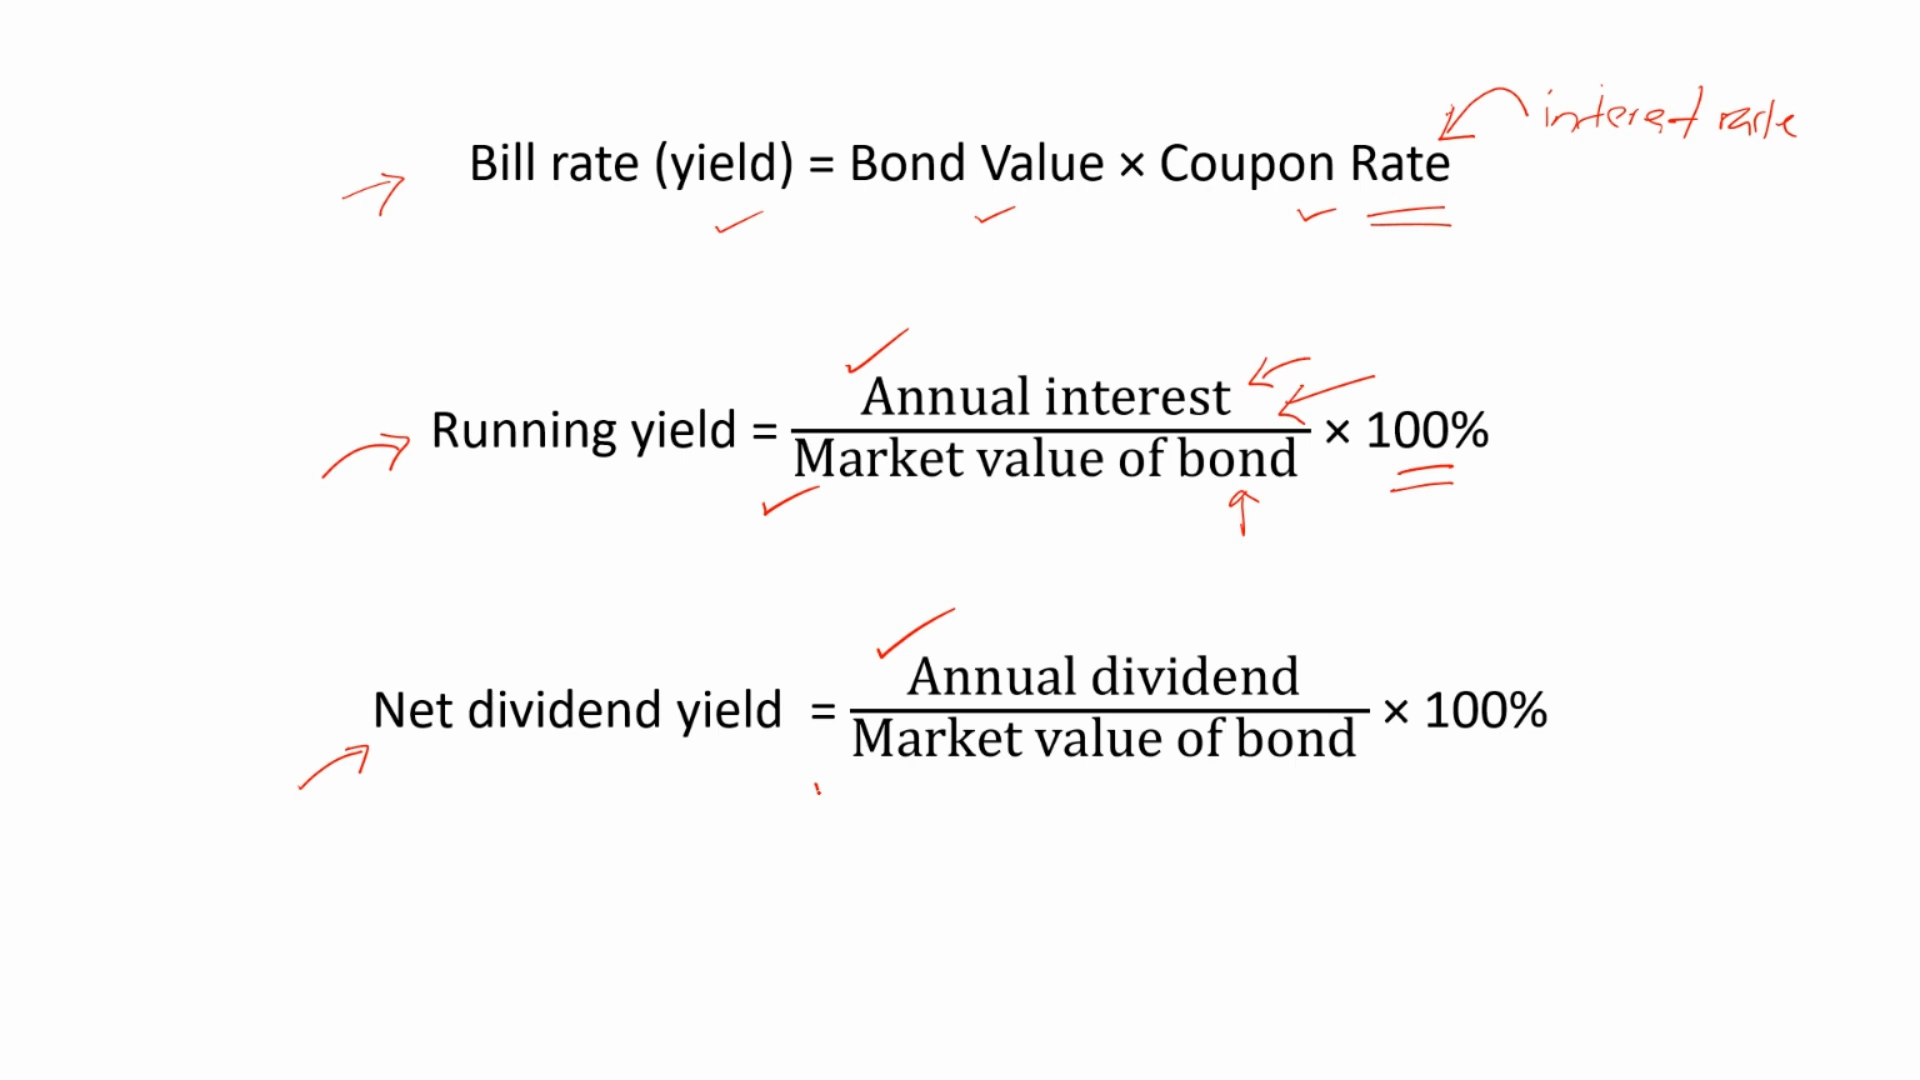 interest rate
Bill rate (yield) = Bond Value × Coupon Rate
Running yield = Annual interest / Market value of bond × 100%
Net dividend yield = Annual dividend / Market value of bond × 100%